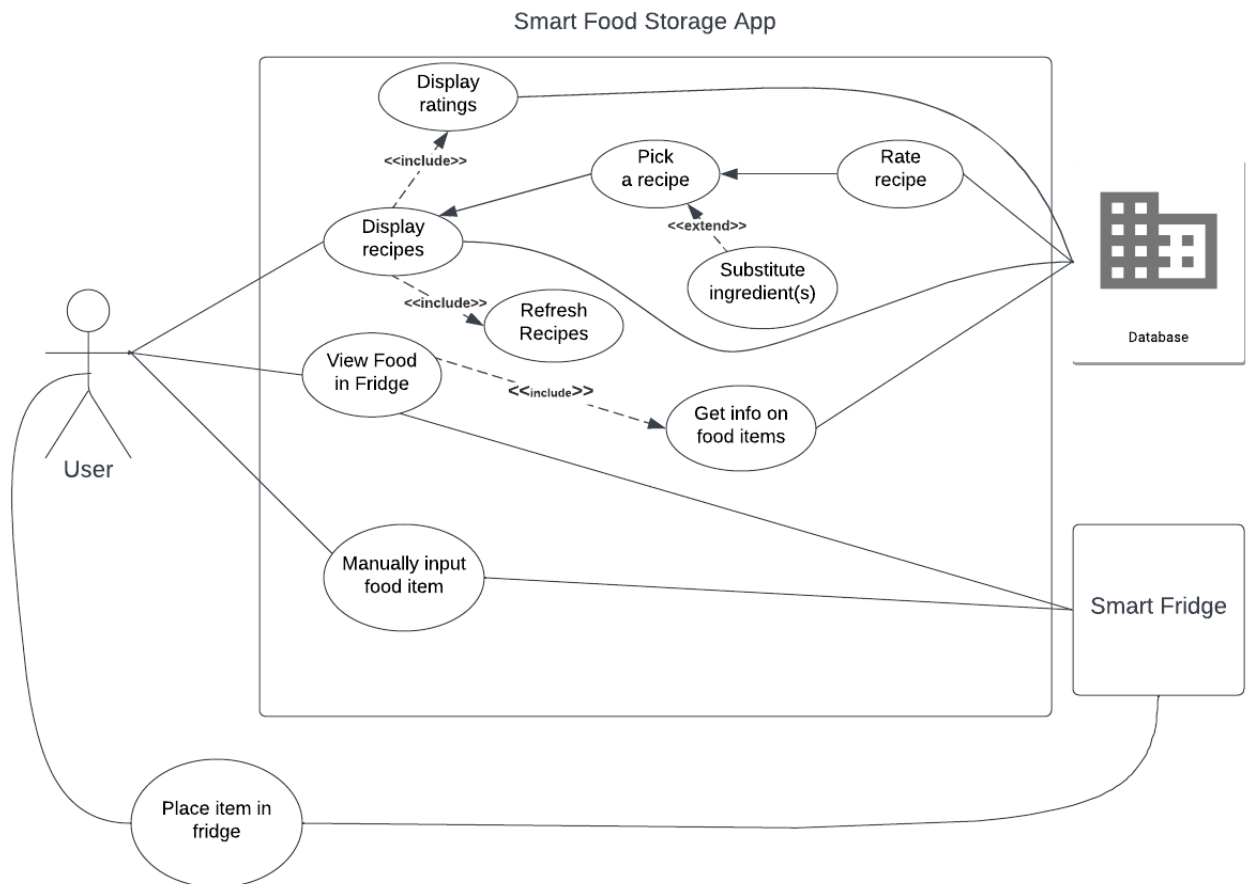 Smart Food Storage App
Display
ratings
<<include>>
Pick
a recipe
Rate
recipe
<<extend>>
Display
recipes
Substitute
ingredient(s)
<<include>>
Refresh
Recipes
Database
View Food
in Fridge
<<include>>
Get info on
food items
User
Manually input
food item
Smart Fridge
Place item in
fridge